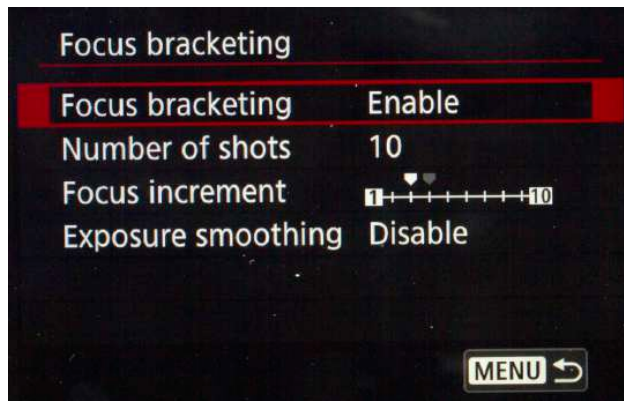 Focus bracketing
Focus bracketing Enable
Number of shots 10
Focus increment 1 10
Exposure smoothing Disable
MENU